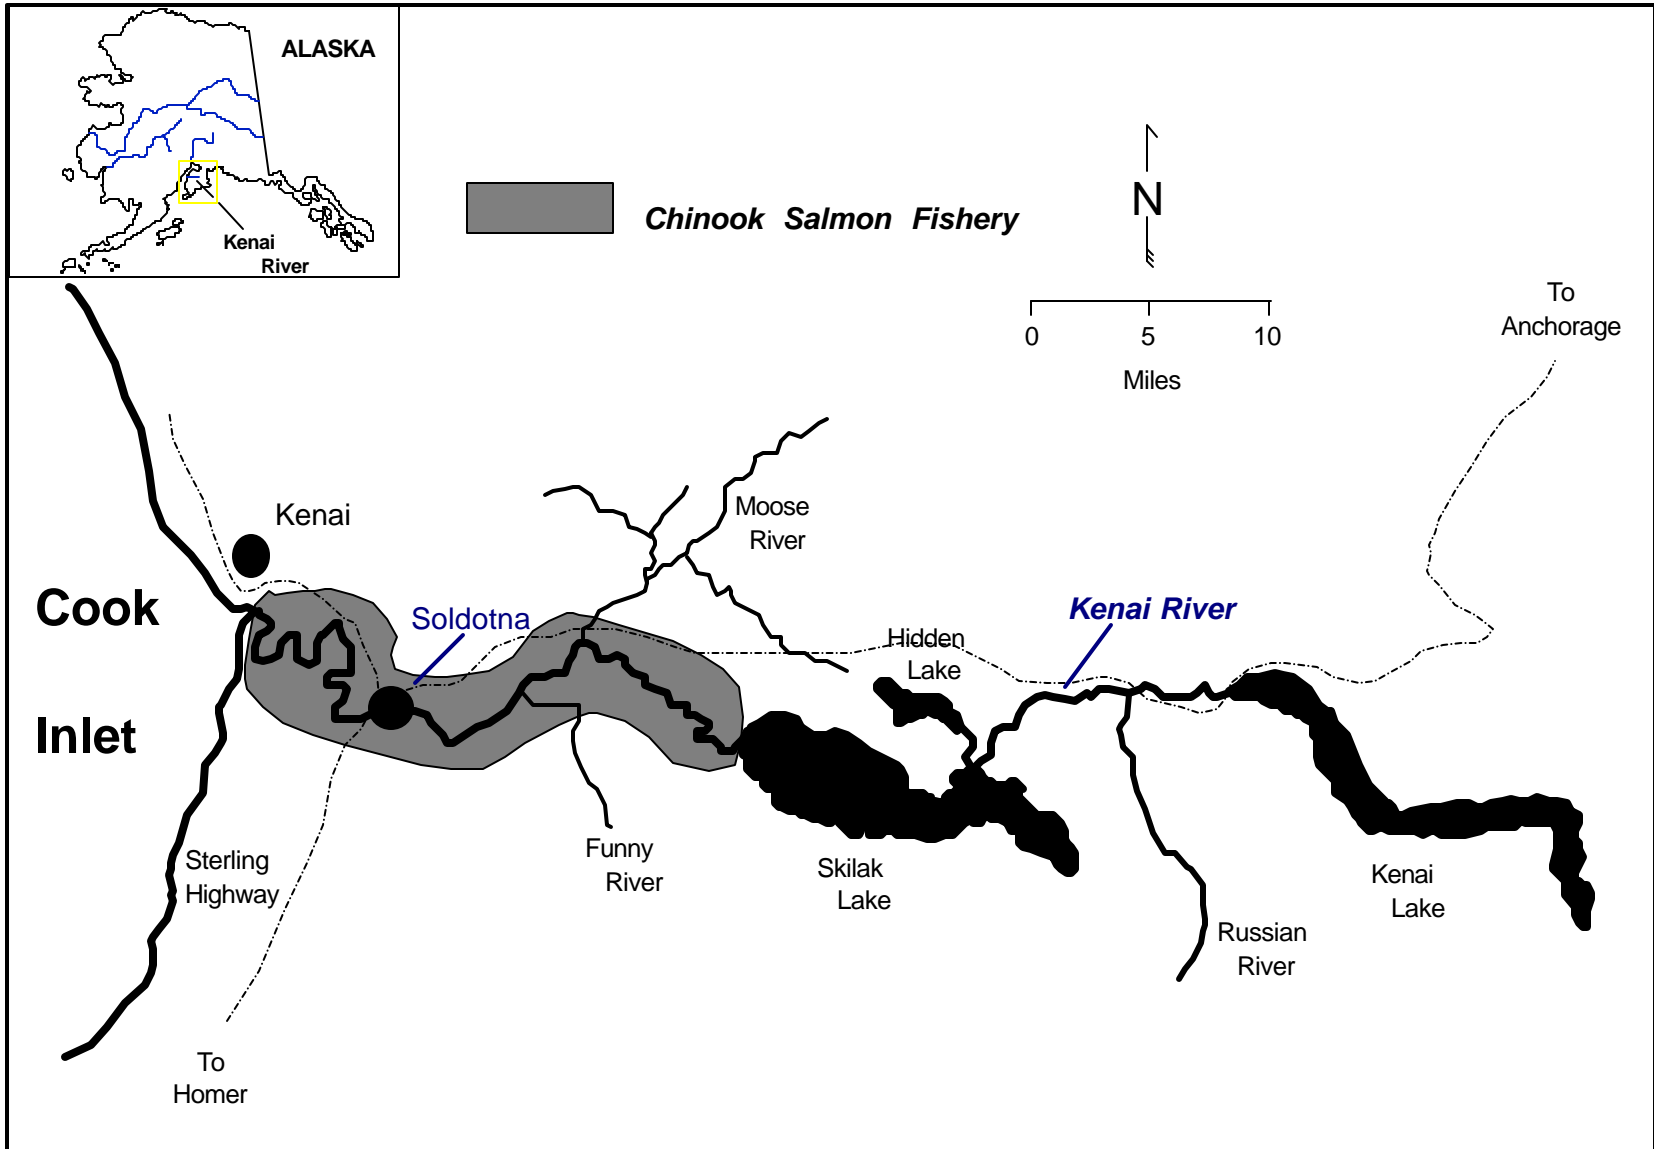 ALASKA
Kenai
River
Chinook Salmon Fishery
N
0 5 10
Miles
To
Anchorage
Moose
River
Kenai
Cook
Inlet
Soldotna
Hidden
Lake
Kenai River
Sterling
Highway
Funny
River
Skilak
Lake
Kenai
Lake
Russian
River
To
Homer